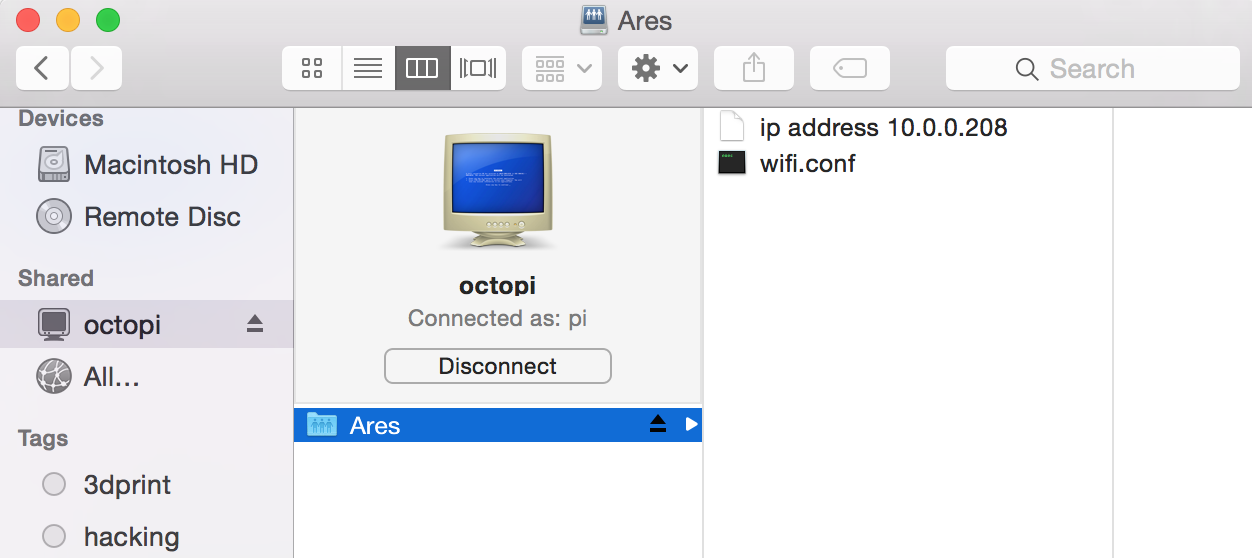 Ares
Search
Devices
Macintosh HD
Remote Disc
Shared
octopi
All...
Tags
3dprint
hacking
octopi
Connected as: pi
Disconnect
Ares
ip address 10.0.0.208
wifi.conf